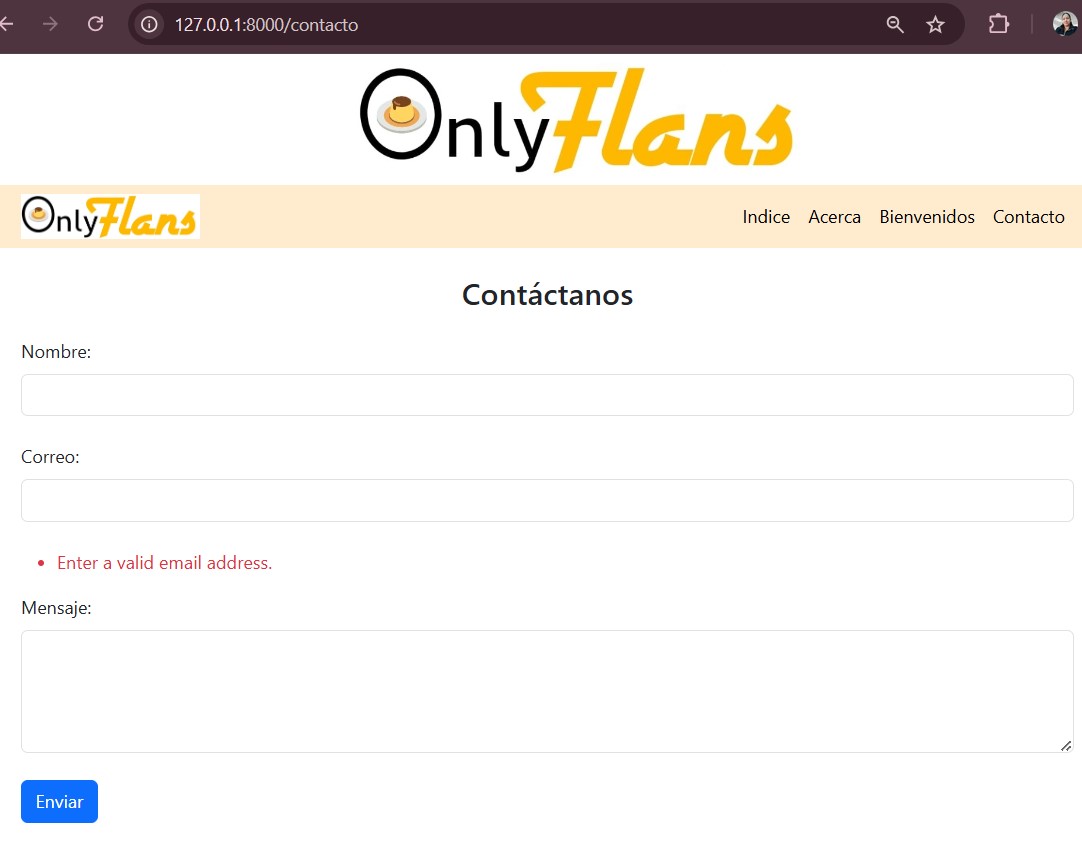 127.0.0.1:8000/contacto
OnlyFlans
OnlyFlans
Indice Acerca Bienvenidos Contacto
Contáctanos
Nombre:
Correo:
Enter a valid email address.
Mensaje:
Enviar